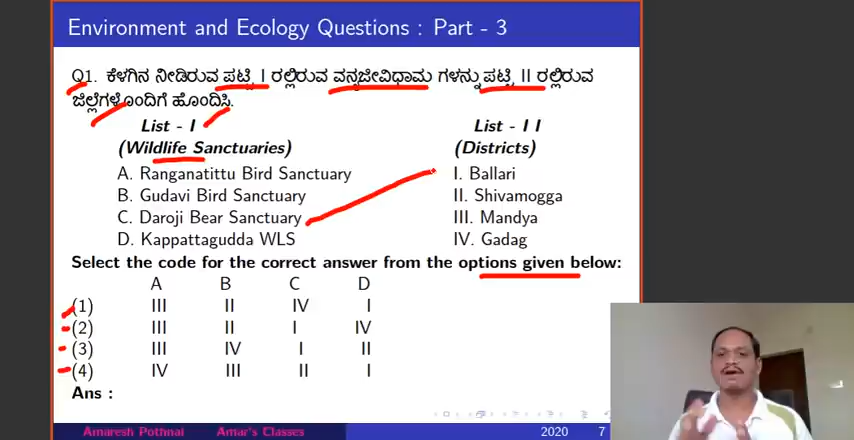 Environment and Ecology Questions : Part - 3
Q1. ಕೆಳಗಿನ ನೀಡಿರುವ ಪಟ್ಟಿ I ರಲ್ಲಿರುವ ವನ್ಯಜೀವಿಧಾಮ ಗಳನ್ನು ಪಟ್ಟಿ II ರಲ್ಲಿರುವ
ಜಿಲ್ಲೆಗಳೊಂದಿಗೆ ಹೊಂದಿಸಿ.
List - I List - I I
(Wildlife Sanctuaries) (Districts)
A. Ranganatittu Bird Sanctuary I. Ballari
B. Gudavi Bird Sanctuary II. Shivamogga
C. Daroji Bear Sanctuary III. Mandya
D. Kappattagudda WLS IV. Gadag
Select the code for the correct answer from the options given below:
A B C D
(1) III II IV I
(2) III II I IV
(3) III IV I II
(4) IV III II I
Ans :
Amaresh Pothnal Amar's Classes 2020 7